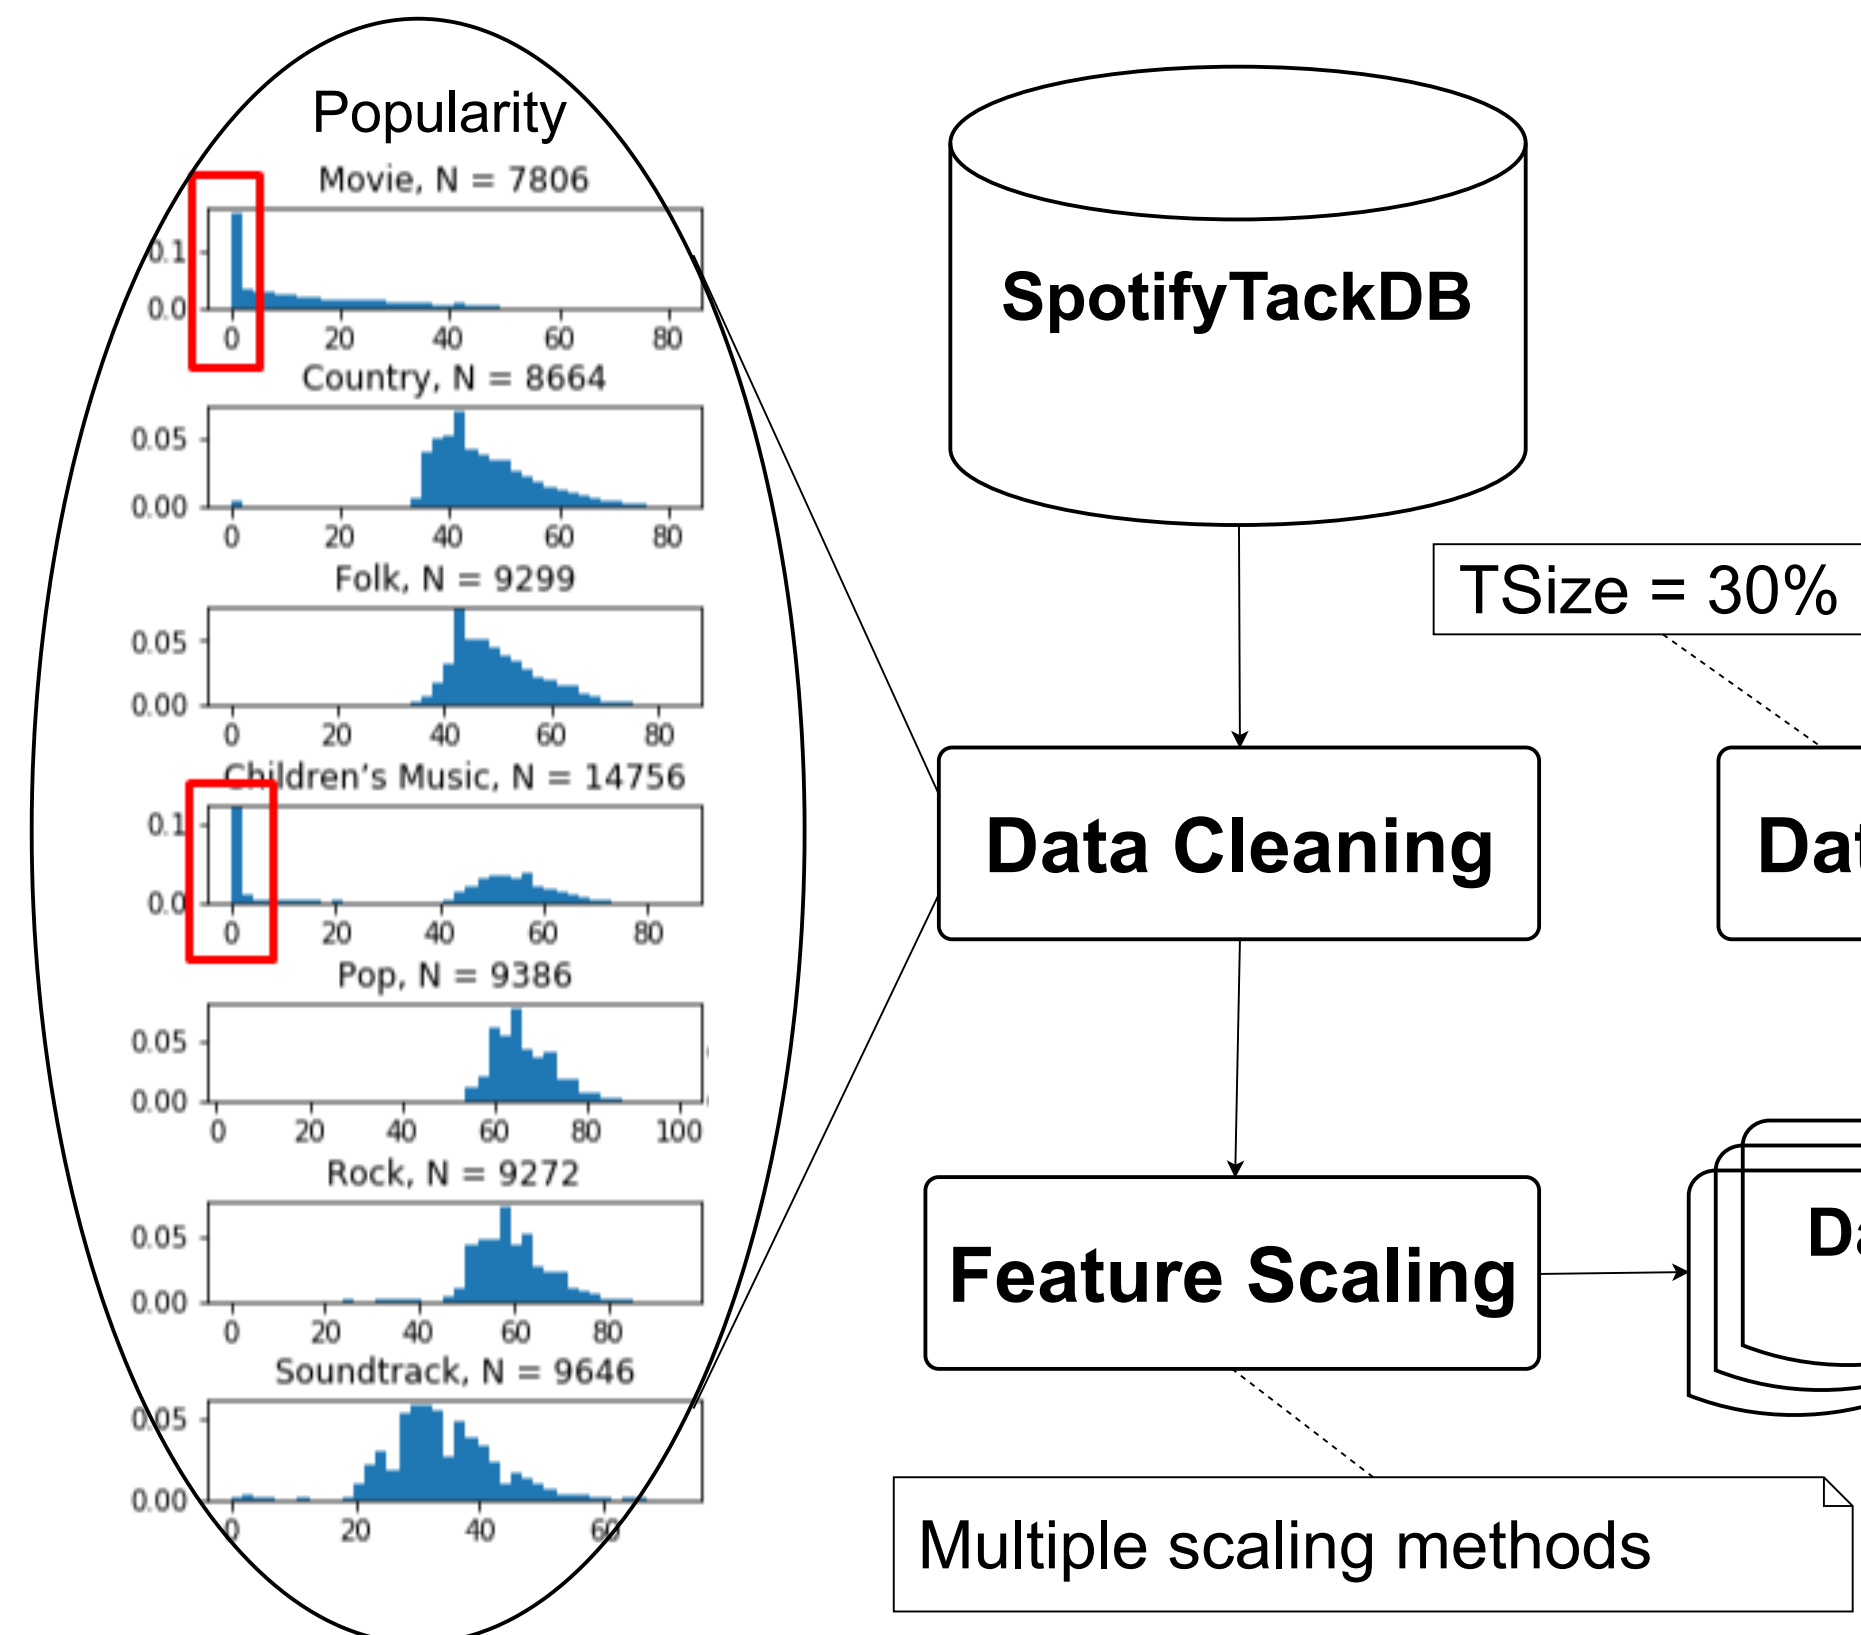 Popularity
Movie, N = 7806
0.1
0.0
0 20 40 60 80
Country, N = 8664
0.05
0.00
0 20 40 60 80
Folk, N = 9299
0.05
0.00
0 20 40 60 80
Children's Music, N = 14756
0.1
0.0
0 20 40 60 80
Pop, N = 9386
0.05
0.00
0 20 40 60 80 100
Rock, N = 9272
0.05
0.00
0 20 40 60 80
Soundtrack, N = 9646
0.05
0.00
0 20 40 60
SpotifyTackDB
TSize = 30%
Data Cleaning
Dat
Feature Scaling
Da
Multiple scaling methods